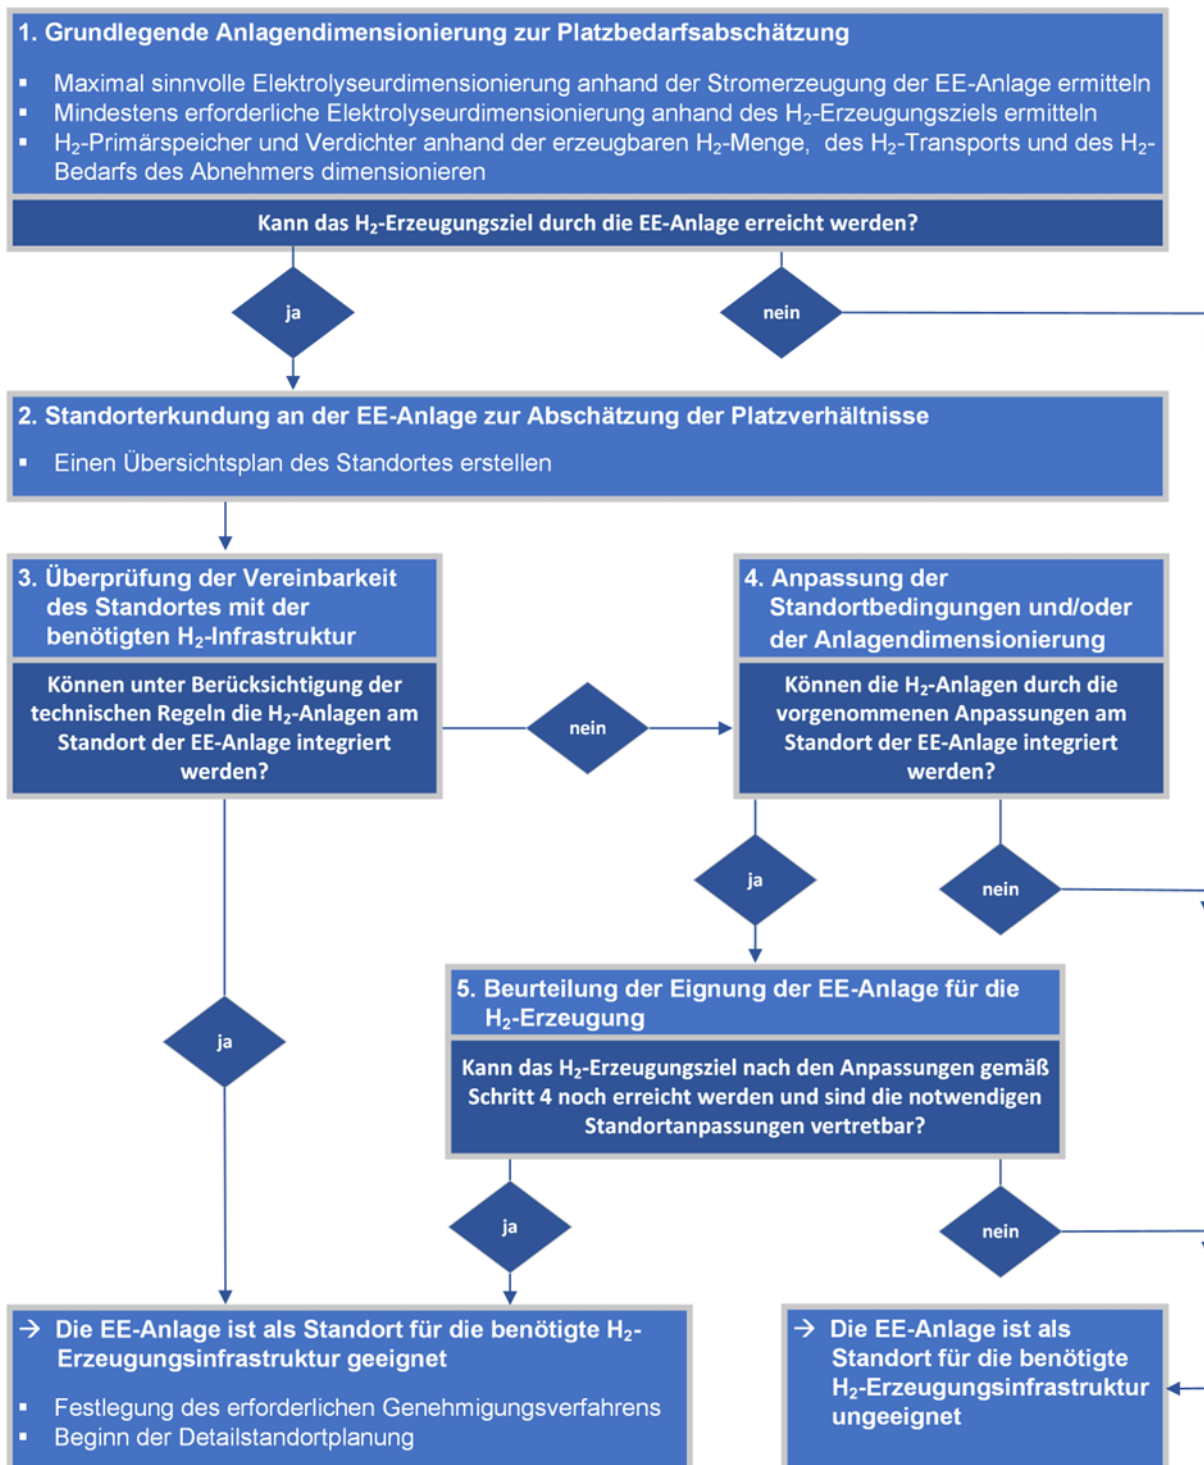 1. Grundlegende Anlagendimensionierung zur Platzbedarfsabschätzung
▪ Maximal sinnvolle Elektrolyseurdimensionierung anhand der Stromerzeugung der EE-Anlage ermitteln
▪ Mindestens erforderliche Elektrolyseurdimensionierung anhand des H₂-Erzeugungsziels ermitteln
▪ H₂-Primärspeicher und Verdichter anhand der erzeugbaren H₂-Menge, des H₂-Transports und des H₂-
Bedarfs des Abnehmers dimensionieren
Kann das H₂-Erzeugungsziel durch die EE-Anlage erreicht werden?
ja
nein
2. Standorterkundung an der EE-Anlage zur Abschätzung der Platzverhältnisse
▪ Einen Übersichtsplan des Standortes erstellen
3. Überprüfung der Vereinbarkeit
des Standortes mit der
benötigten H₂-Infrastruktur
Können unter Berücksichtigung der
technischen Regeln die H₂-Anlagen am
Standort der EE-Anlage integriert
werden?
nein
4. Anpassung der
Standortbedingungen und/oder
der Anlagendimensionierung
Können die H₂-Anlagen durch die
vorgenommenen Anpassungen am
Standort der EE-Anlage integriert
werden?
ja
nein
5. Beurteilung der Eignung der EE-Anlage für die
H₂-Erzeugung
Kann das H₂-Erzeugungsziel nach den Anpassungen gemäß
Schritt 4 noch erreicht werden und sind die notwendigen
Standortanpassungen vertretbar?
ja
ja
nein
→ Die EE-Anlage ist als Standort für die benötigte H₂-
Erzeugungsinfrastruktur geeignet
▪ Festlegung des erforderlichen Genehmigungsverfahrens
▪ Beginn der Detailstandortplanung
→ Die EE-Anlage ist als
Standort für die benötigte
H₂-Erzeugungsinfrastruktur
ungeeignet